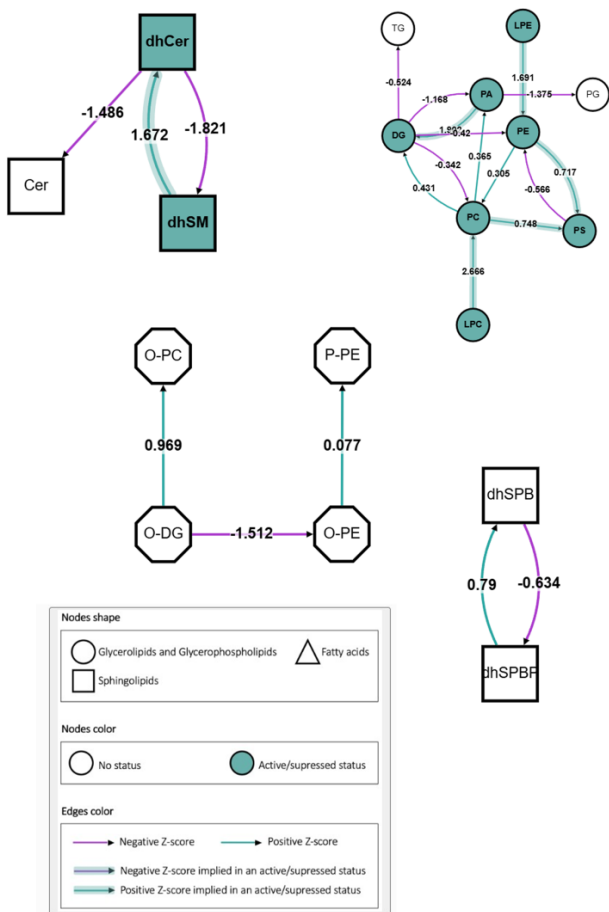 dhCer
-1.486
1.672
-1.821
Cer
dhSM
TG
LPE
-0.524
1.691
PA
PG
-1.168
-1.375
DG
PE
-0.42
-0.342
0.365
0.717
0.431
0.305
-0.566
PC
0.748
PS
2.666
LPC
O-PC
P-PE
0.969
0.077
O-DG
-1.512
O-PE
dhSPB
0.79
-0.634
Nodes shape
Glycerolipids and Glycerophospholipids
Fatty acids
Sphingolipids
Nodes color
No status
Active/supressed status
Edges color
Negative Z-score
Positive Z-score
Negative Z-score implied in an active/supressed status
Positive Z-score implied in an active/supressed status